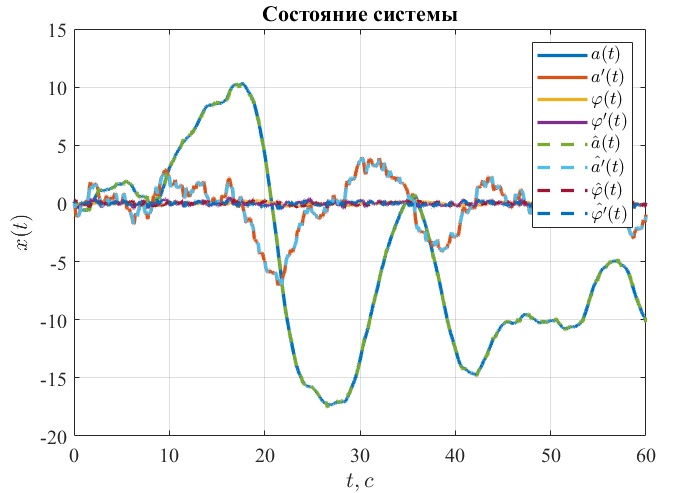 Состояние системы
15
10
5
0
-5
-10
-15
-20
0 10 20 30 40 50 60
x(t)
t, c
a(t)
a′(t)
φ(t)
φ′(t)
â(t)
â′(t)
φ̂(t)
φ̂′(t)